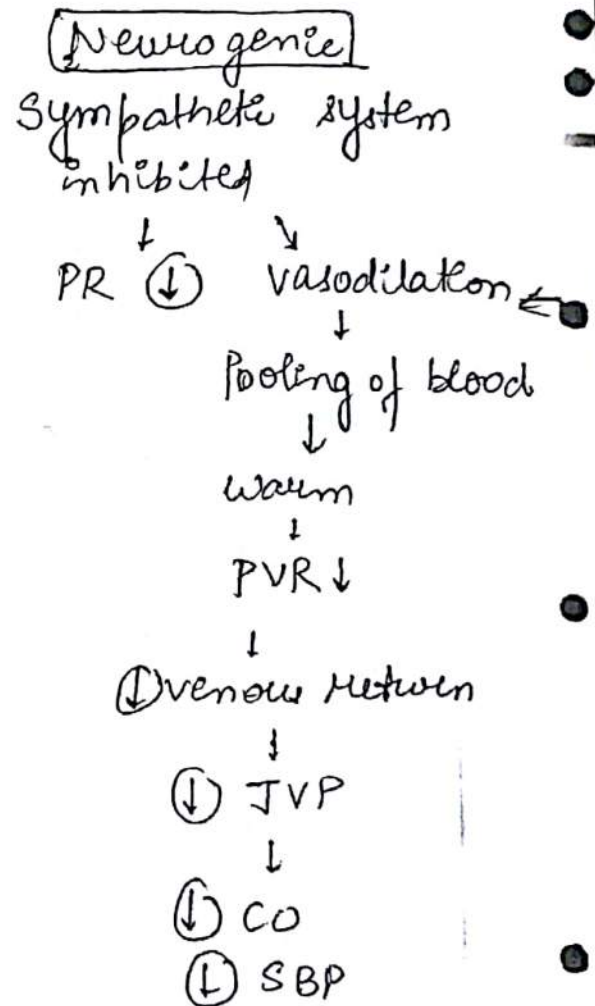 Neurogenic
Sympathetic system
inhibited
↓ ↘
PR ↓ vasodilation ←
↓
Pooling of blood
↓
warm
↓
PVR ↓
↓
↓ venous return
↓
↓ JVP
↓
↓ CO
↓ SBP